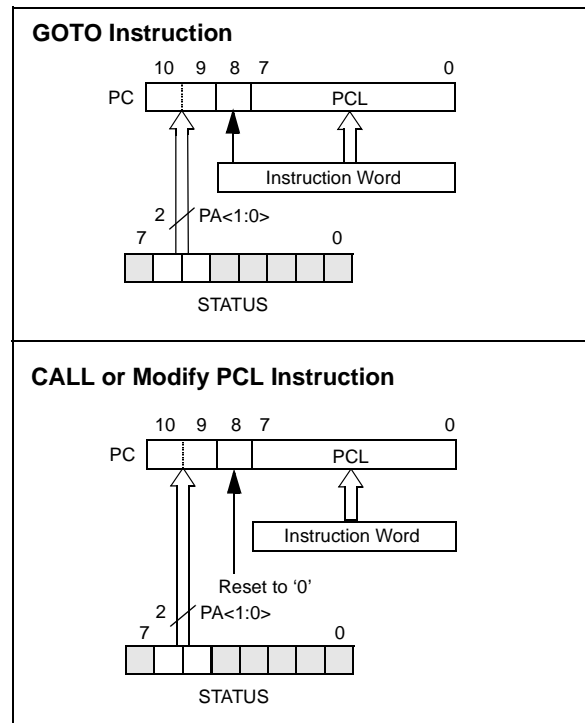 GOTO Instruction
10 9 8 7 0
PC PCL
Instruction Word
2 PA<1:0>
7 0
STATUS
CALL or Modify PCL Instruction
10 9 8 7 0
PC PCL
Instruction Word
Reset to ‘0’
2 PA<1:0>
7 0
STATUS